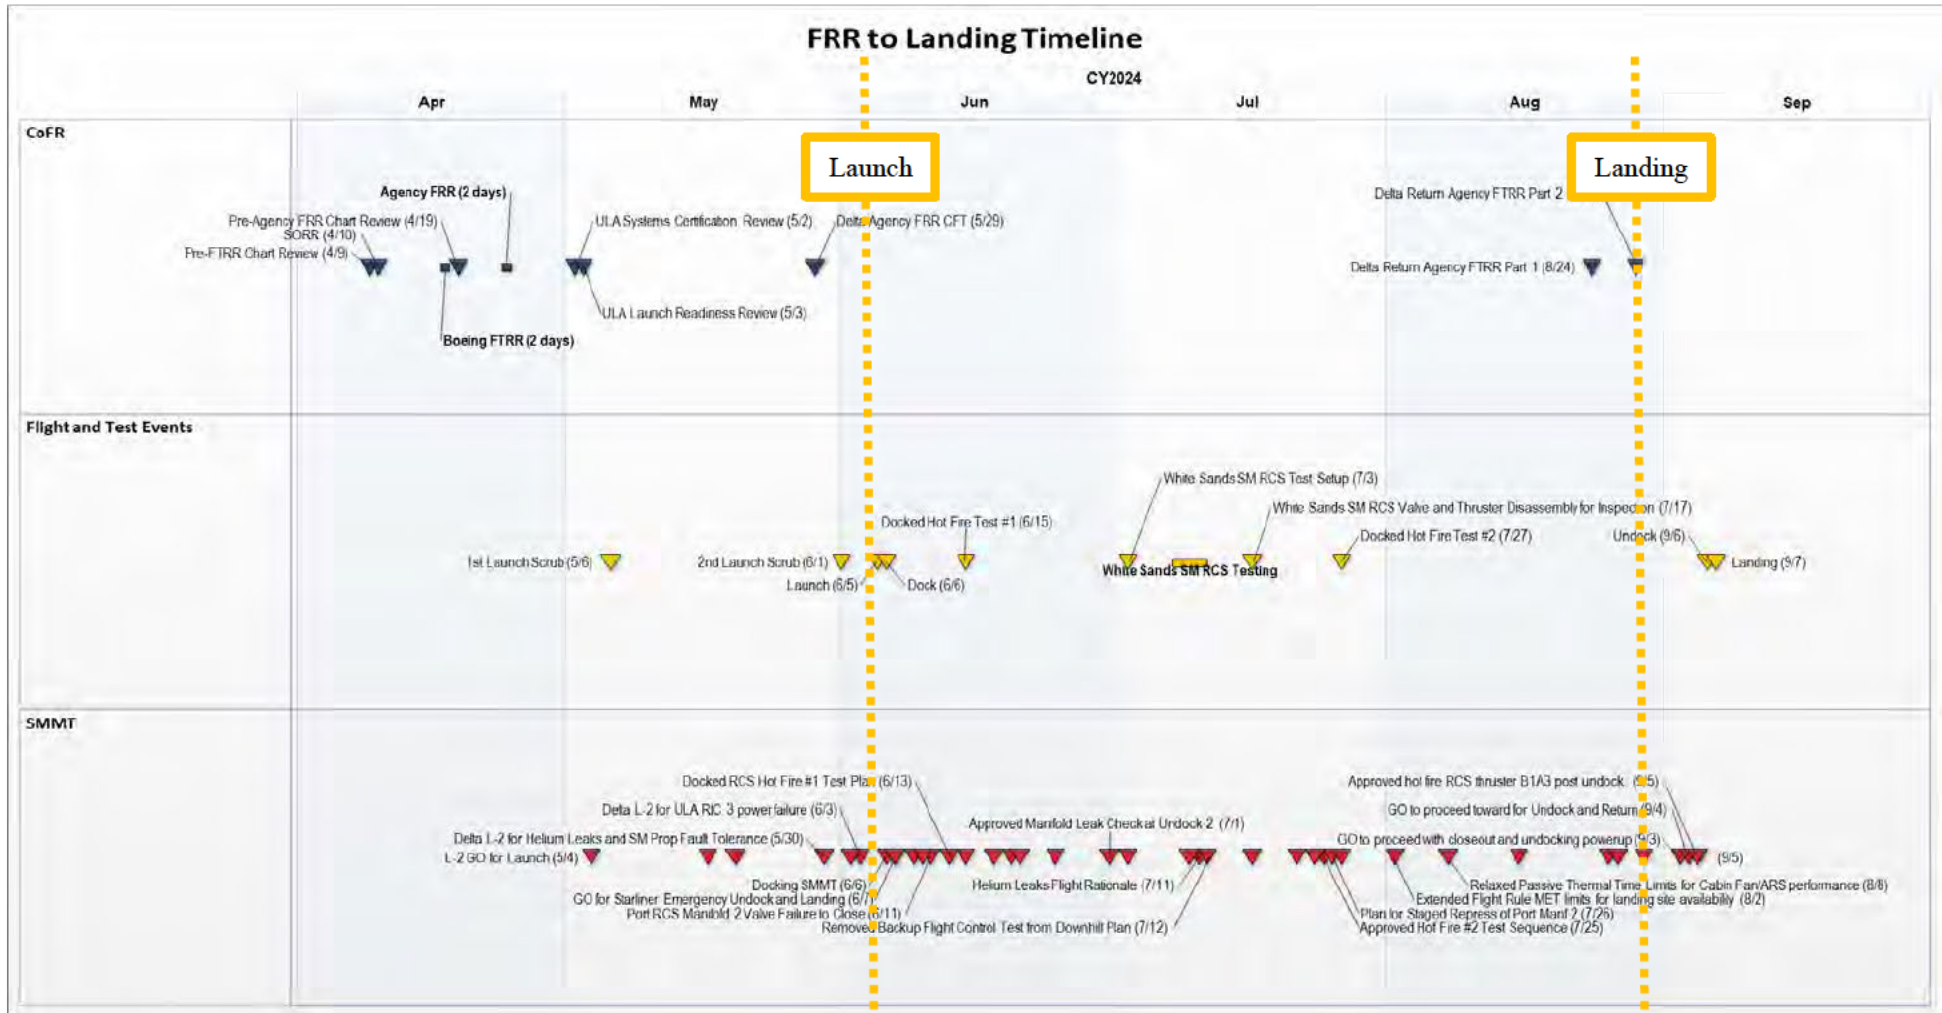 FRR to Landing Timeline
CY2024
Apr May Jun Jul Aug Sep
CoFR
Launch
Landing
Agency FRR (2 days)
Delta Return Agency FTRR Part 2
Pre-Agency FRR Chart Review (4/19)
ULA Systems Certification Review (5/2)
Delta Agency FRR CFT (5/29)
SORR (4/10)
Pre-FTRR Chart Review (4/9)
Delta Return Agency FTRR Part 1 (8/24)
ULA Launch Readiness Review (5/3)
Boeing FTRR (2 days)
Flight and Test Events
White Sands SM RCS Test Setup (7/3)
White Sands SM RCS Valve and Thruster Disassembly for Inspection (7/17)
Docked Hot Fire Test #1 (6/15)
Docked Hot Fire Test #2 (7/27)
Undock (9/6)
1st Launch Scrub (5/6)
2nd Launch Scrub (6/1)
White Sands SM RCS Testing
Landing (9/7)
Launch (6/5)
Dock (6/6)
SMMT
Docked RCS Hot Fire #1 Test Plan (6/13)
Approved hot fire RCS thruster B1A3 post undock. (9/5)
Delta L-2 for ULA RIC 3 power failure (6/3)
GO to proceed toward for Undock and Return (9/4)
Approved Manifold Leak Check at Undock 2 (7/1)
Delta L-2 for Helium Leaks and SM Prop Fault Tolerance (5/30)
GO to proceed with closeout and undocking powerup (9/3)
L-2 GO for Launch (5/4)
(9/5)
Docking SMMT (6/6)
Helium Leaks Flight Rationale (7/11)
Relaxed Passive Thermal Time Limits for Cabin Fan/ARS performance (8/8)
GO for Starliner Emergency Undock and Landing (6/7)
Extended Flight Rule MET limits for landing site availability (8/2)
Port RCS Manifold 2 Valve Failure to Close (6/11)
Plan for Staged Repress of Port Manf 2 (7/26)
Removed Backup Flight Control Test from Downhill Plan (7/12)
Approved Hot Fire #2 Test Sequence (7/25)